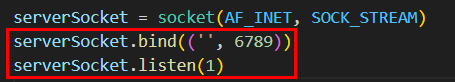 serverSocket = socket(AF_INET, SOCK_STREAM)
serverSocket.bind(('', 6789))
serverSocket.listen(1)